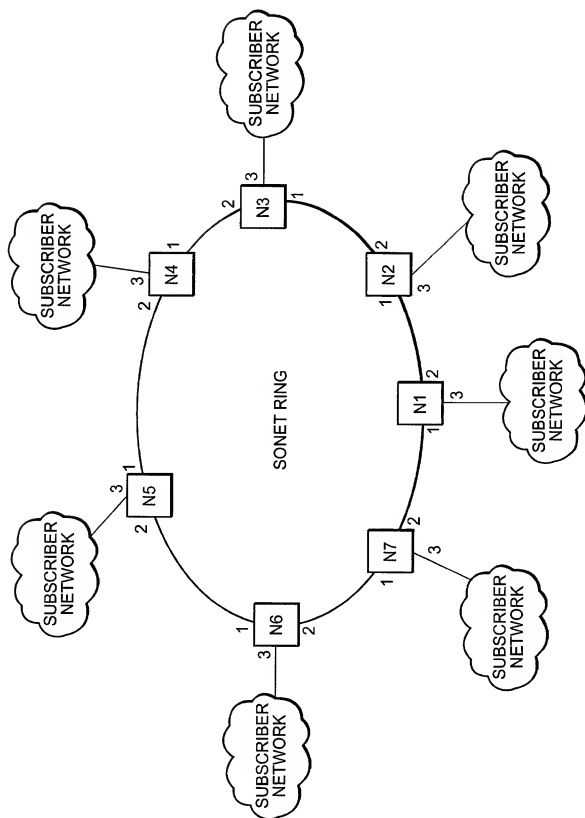 SUBSCRIBER
NETWORK
SUBSCRIBER
NETWORK
3
2
N5
1
3
2
N4
1
SUBSCRIBER
NETWORK
3
1
N6
2
SONET RING
2
3
N3
1
SUBSCRIBER
NETWORK
1
N7
2
3
1
N2
2
3
1
N1
2
3
SUBSCRIBER
NETWORK
SUBSCRIBER
NETWORK
SUBSCRIBER
NETWORK